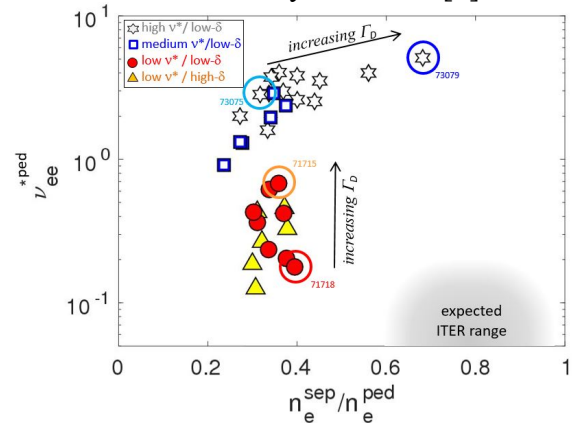 [5]
high ν*/low-δ
medium ν*/low-δ
low ν* / low-δ
low ν* / high-δ
increasing Γ_D
73079
73075
71715
increasing Γ_D
71718
expected
ITER range
10^1
10^0
10^-1
ν_ee^*ped
0 0.2 0.4 0.6 0.8 1
n_e^sep/n_e^ped